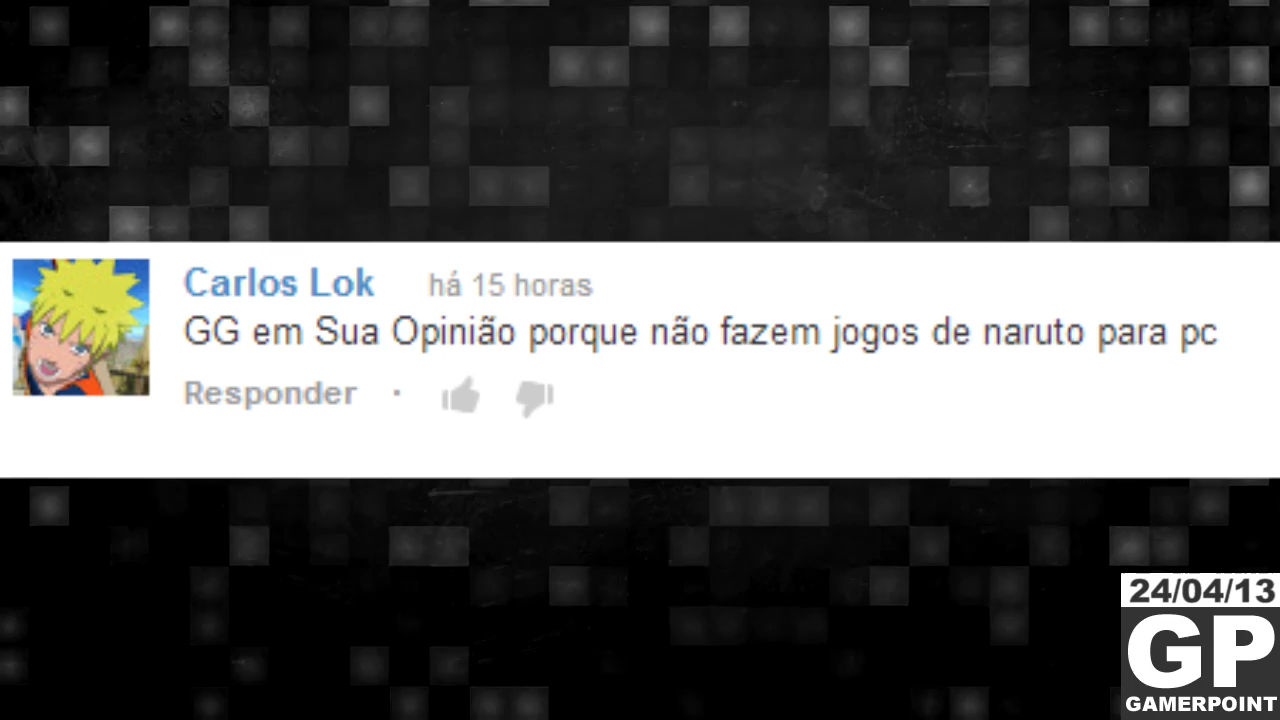 Carlos Lok há 15 horas
GG em Sua Opinião porque não fazem jogos de naruto para pc
Responder ·
24/04/13
GP
GAMERPOINT